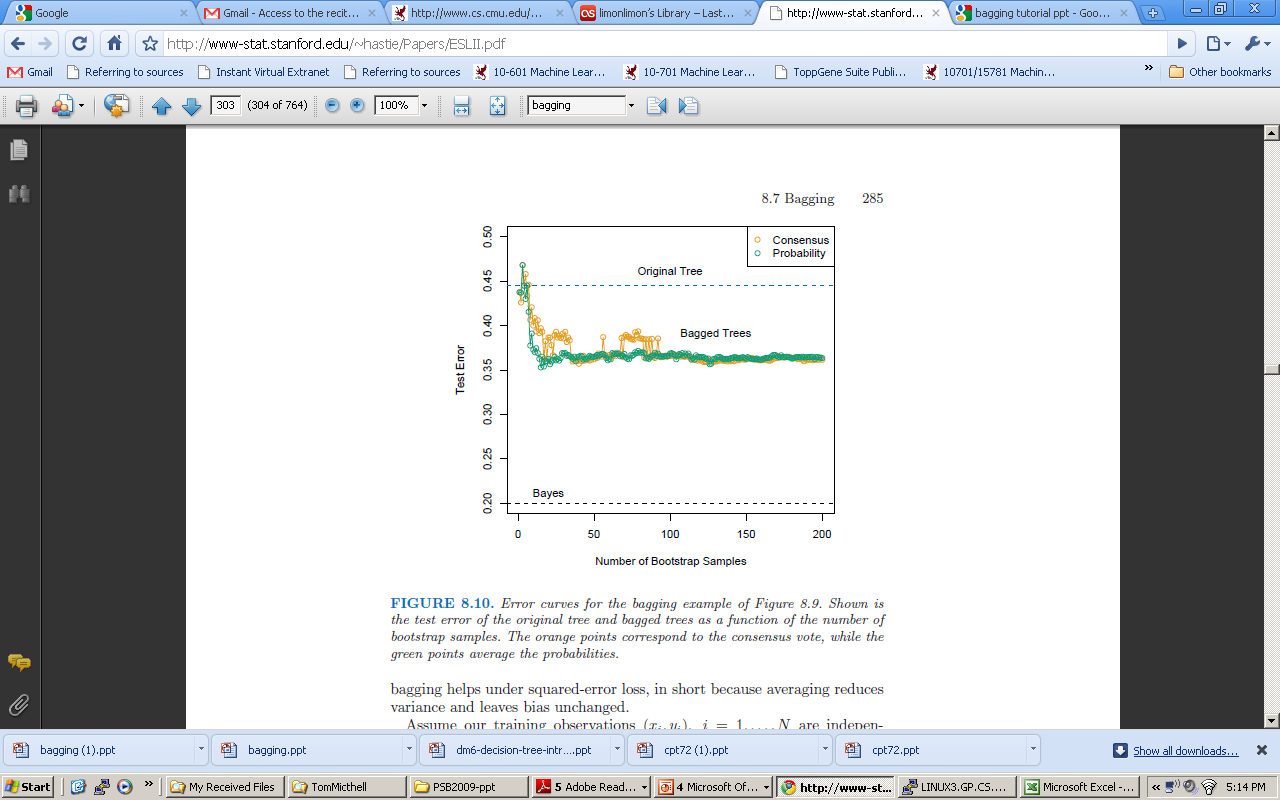 Google
Gmail - Access to the recit...
http://www.cs.cmu.edu/...
limonlimon's Library – Last...
http://www-stat.stanford...
bagging tutorial ppt - Goo...
http://www-stat.stanford.edu/~hastie/Papers/ESLII.pdf
Gmail
Referring to sources
Instant Virtual Extranet
Referring to sources
10-601 Machine Lear...
10-701 Machine Lear...
ToppGene Suite Publi...
10701/15781 Machin...
»
Other bookmarks
303
(304 of 764)
100%
bagging
8.7 Bagging 285
Consensus
Probability
Original Tree
Bagged Trees
Bayes
Test Error
0.50
0.45
0.40
0.35
0.30
0.25
0.20
0 50 100 150 200
Number of Bootstrap Samples
FIGURE 8.10. Error curves for the bagging example of Figure 8.9. Shown is
the test error of the original tree and bagged trees as a function of the number of
bootstrap samples. The orange points correspond to the consensus vote, while the
green points average the probabilities.
bagging helps under squared-error loss, in short because averaging reduces
variance and leaves bias unchanged.
Assume our training observations (x_i, y_i), i = 1, . . . , N are indepen-
bagging (1).ppt
bagging.ppt
dm6-decision-tree-intr....ppt
cpt72 (1).ppt
cpt72.ppt
Show all downloads...
Start
»
My Received Files
TomMicthell
PSB2009-ppt
5 Adobe Read...
4 Microsoft Of...
http://www-st...
LINUX3.GP.CS....
Microsoft Excel -...
«
5:14 PM